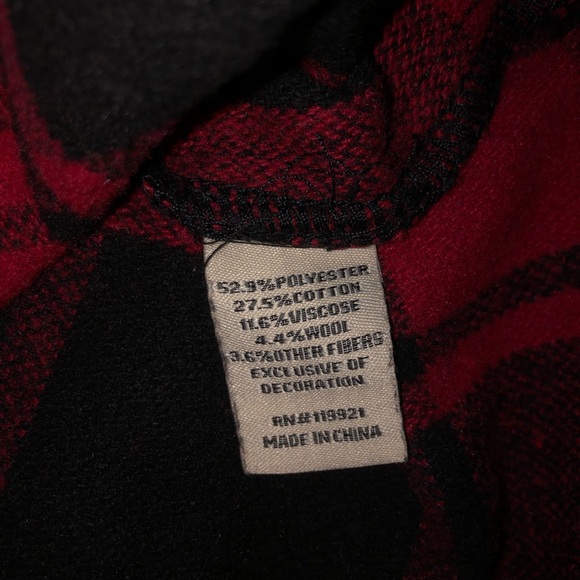 52.9%POLYESTER
27.5%COTTON
11.6%VISCOSE
4.4%WOOL
3.6%OTHER FIBERS
EXCLUSIVE OF
DECORATION
RN#119921
MADE IN CHINA